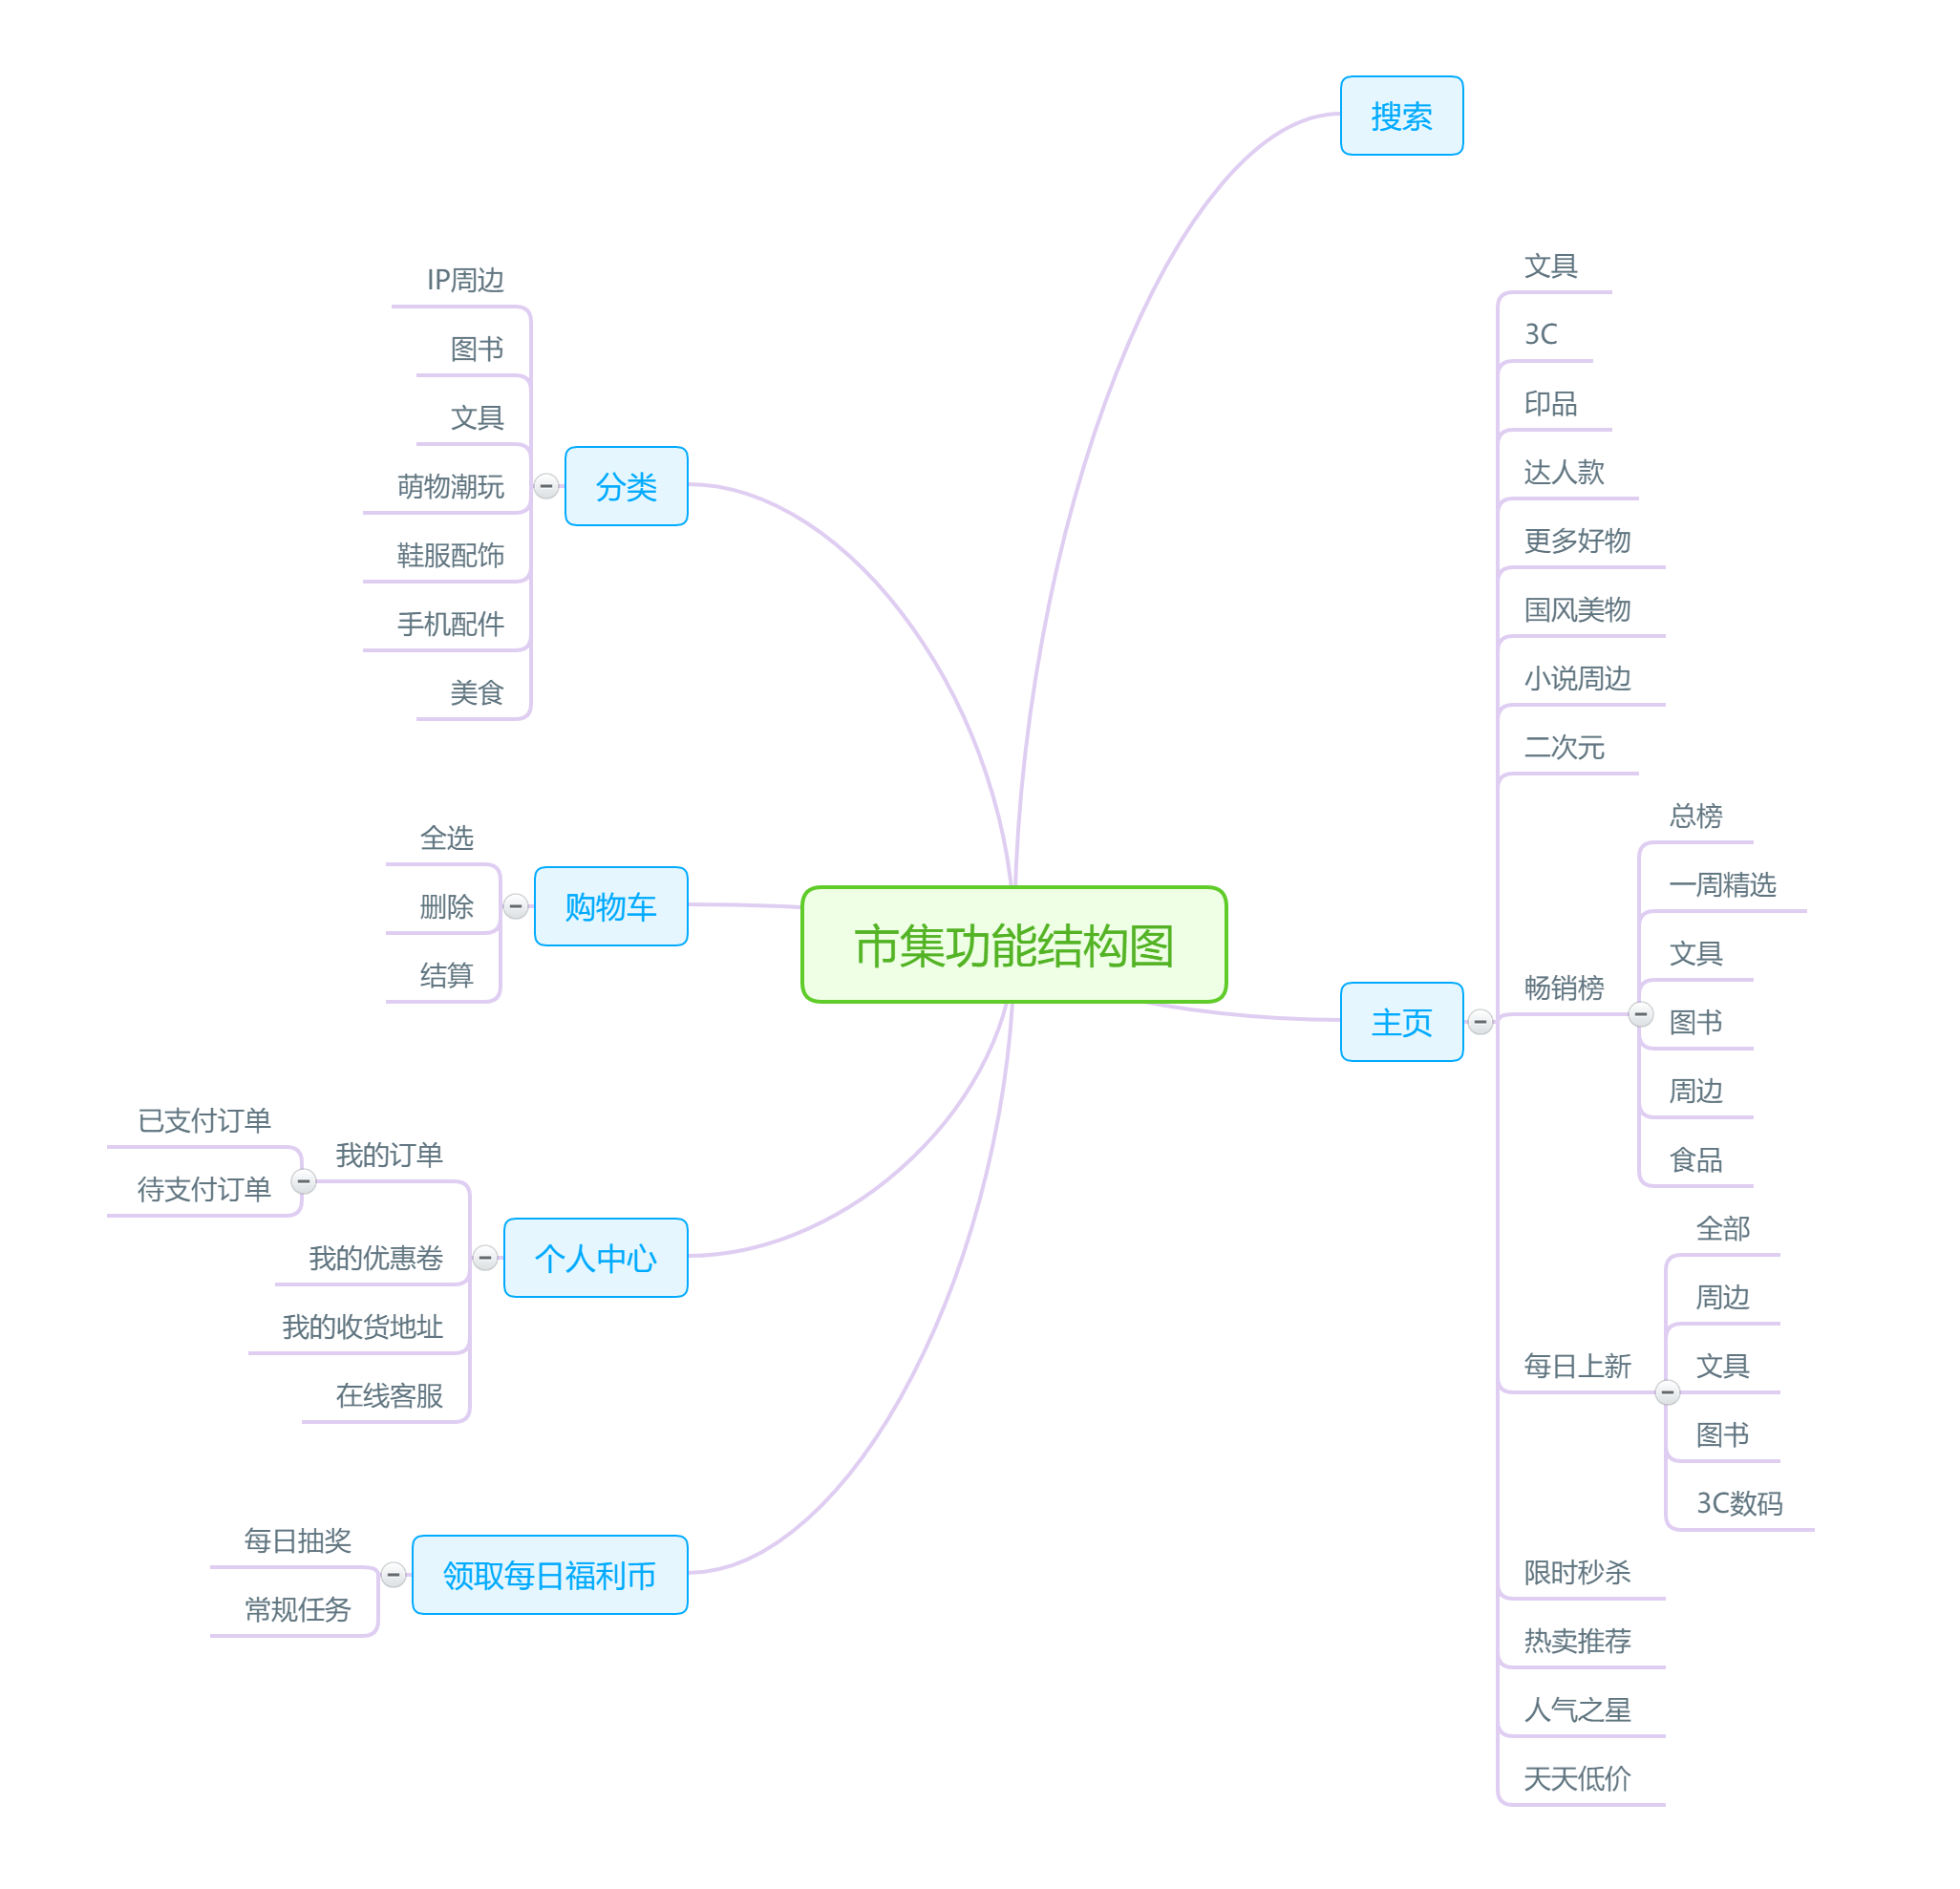 市集功能结构图
搜索
主页
文具
3C
印品
达人款
更多好物
国风美物
小说周边
二次元
畅销榜
总榜
一周精选
文具
图书
周边
食品
每日上新
全部
周边
文具
图书
3C数码
限时秒杀
热卖推荐
人气之星
天天低价
分类
IP周边
图书
文具
萌物潮玩
鞋服配饰
手机配件
美食
购物车
全选
删除
结算
个人中心
我的订单
已支付订单
待支付订单
我的优惠卷
我的收货地址
在线客服
领取每日福利币
每日抽奖
常规任务